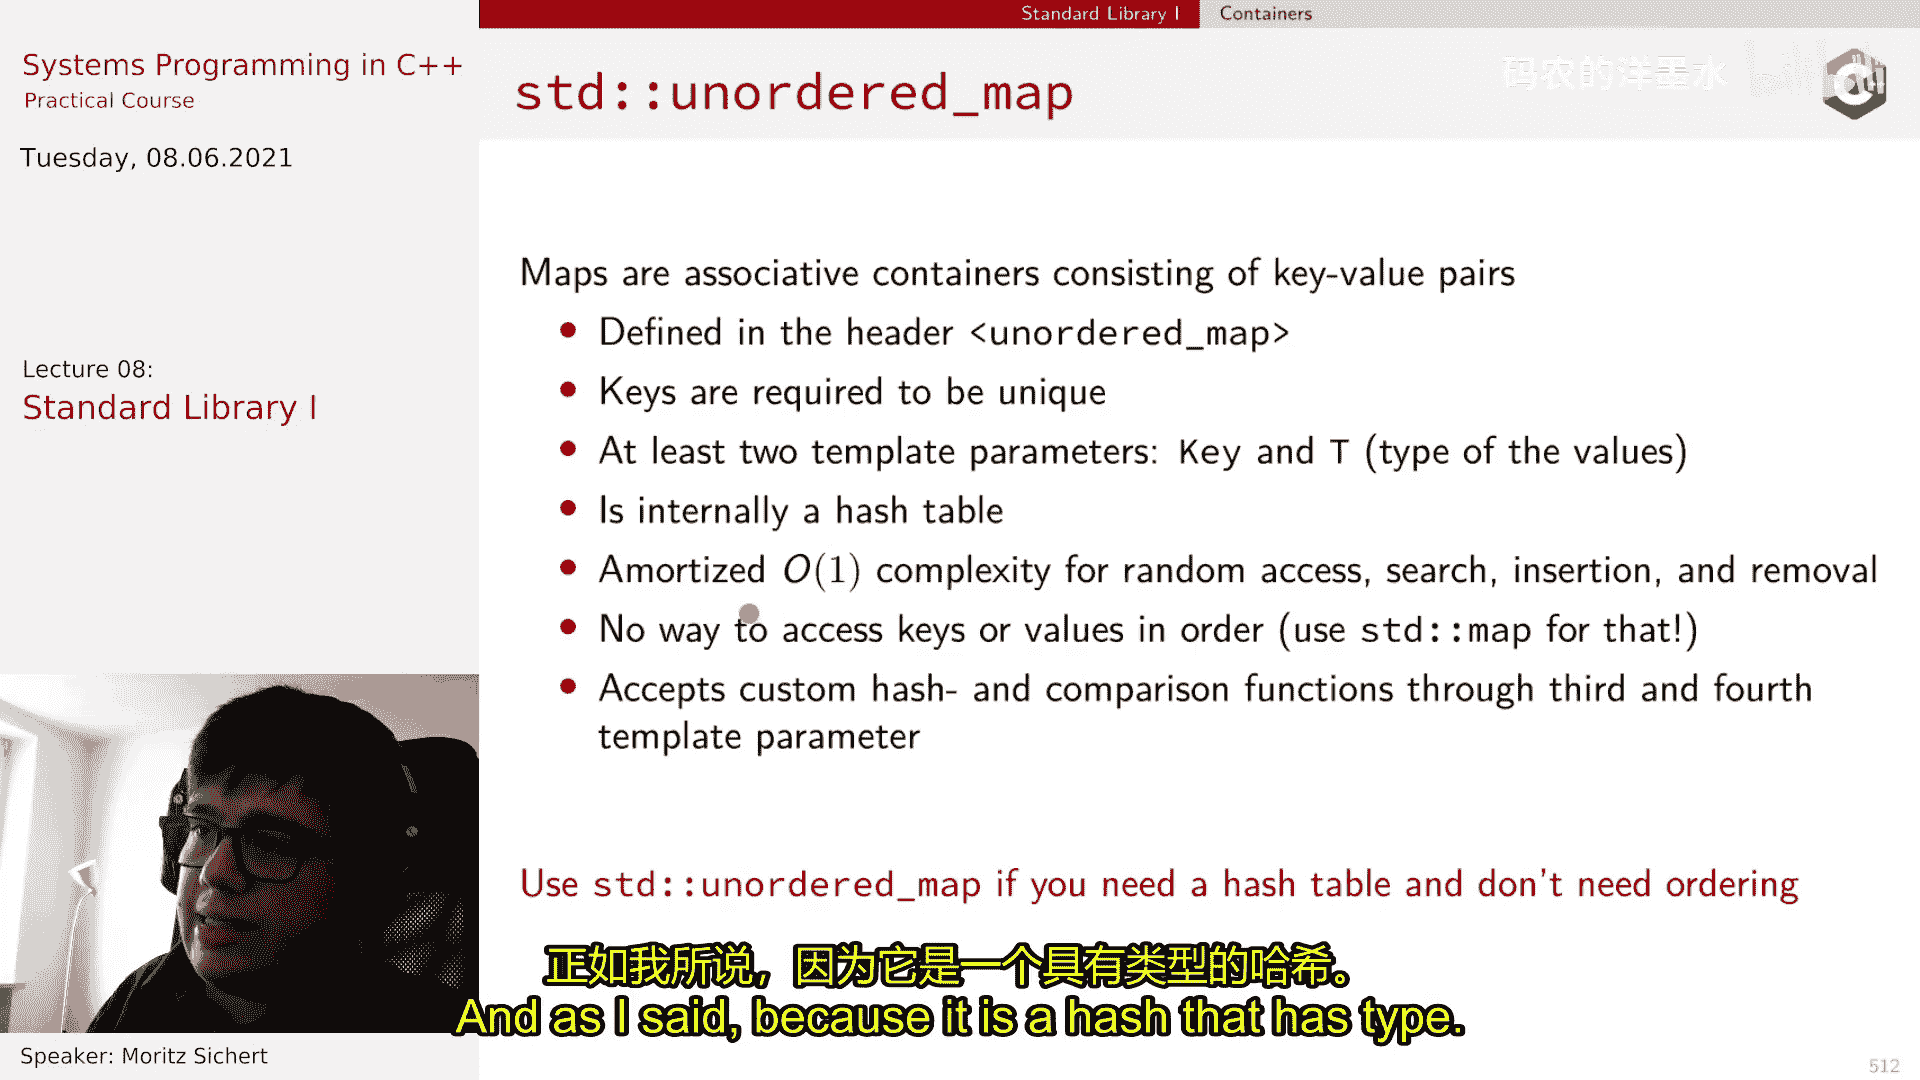 Standard Library I
Containers
Systems Programming in C++
Practical Course
Tuesday, 08.06.2021
Lecture 08:
Standard Library I
std::unordered_map
码农的洋墨水
Maps are associative containers consisting of key-value pairs
Defined in the header <unordered_map>
Keys are required to be unique
At least two template parameters: Key and T (type of the values)
Is internally a hash table
Amortized O(1) complexity for random access, search, insertion, and removal
No way to access keys or values in order (use std::map for that!)
Accepts custom hash- and comparison functions through third and fourth
template parameter
Use std::unordered_map if you need a hash table and don't need ordering
正如我所说，因为它是一个具有类型的哈希。
And as I said, because it is a hash that has type.
Speaker: Moritz Sichert
512